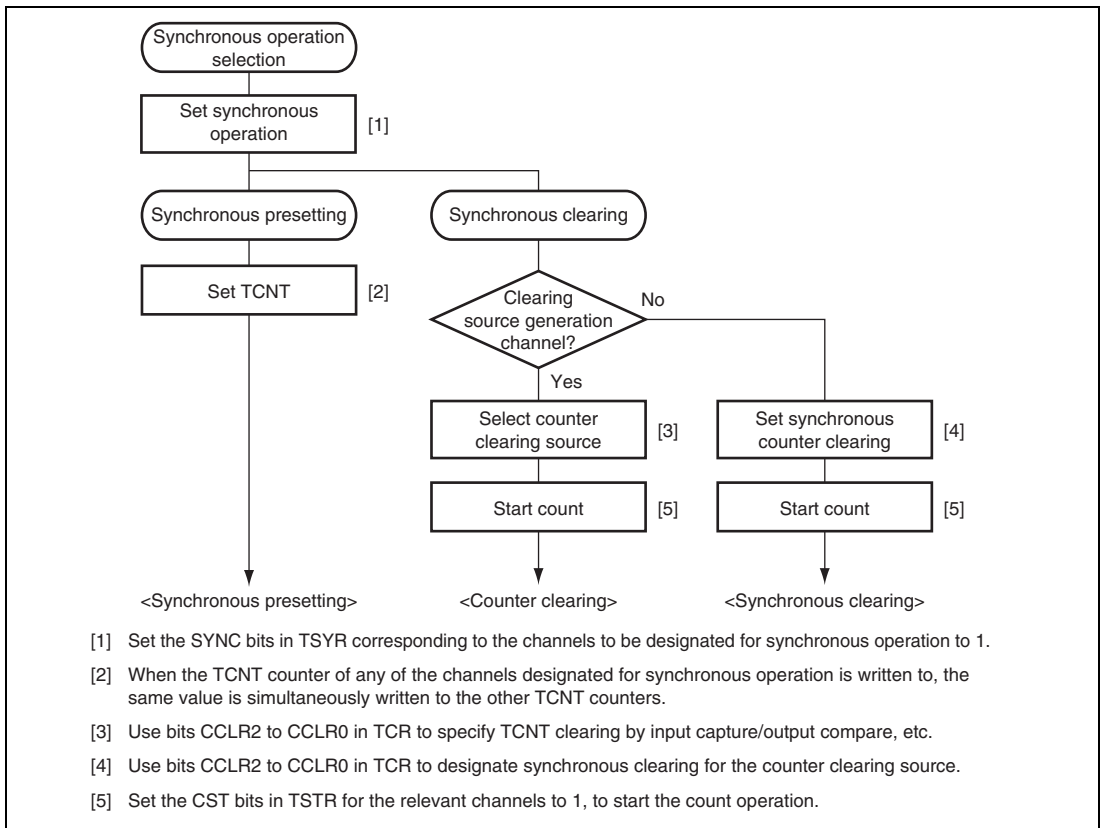 Synchronous operation
selection
Set synchronous
operation
[1]
Synchronous presetting
Synchronous clearing
Set TCNT
[2]
Clearing
source generation
channel?
No
Yes
Select counter
clearing source
[3]
Set synchronous
counter clearing
[4]
Start count
[5]
Start count
[5]
<Synchronous presetting>
<Counter clearing>
<Synchronous clearing>
[1] Set the SYNC bits in TSYR corresponding to the channels to be designated for synchronous operation to 1.
[2] When the TCNT counter of any of the channels designated for synchronous operation is written to, the
same value is simultaneously written to the other TCNT counters.
[3] Use bits CCLR2 to CCLR0 in TCR to specify TCNT clearing by input capture/output compare, etc.
[4] Use bits CCLR2 to CCLR0 in TCR to designate synchronous clearing for the counter clearing source.
[5] Set the CST bits in TSTR for the relevant channels to 1, to start the count operation.